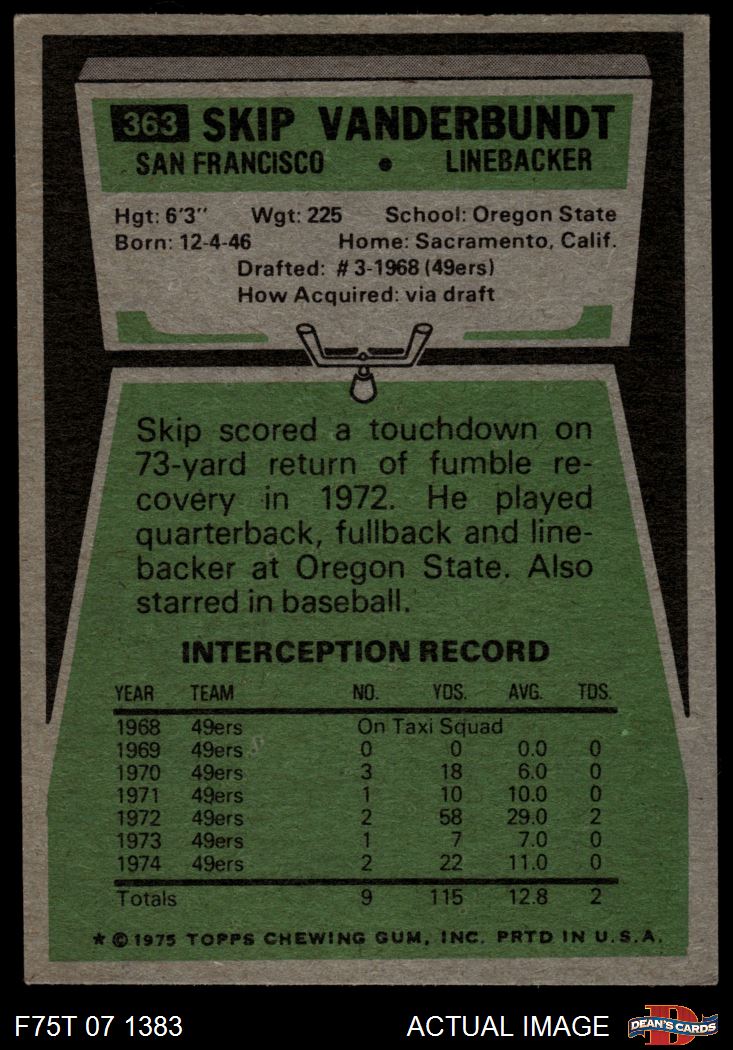 363 SKIP VANDERBUNDT
SAN FRANCISCO • LINEBACKER
Hgt: 6'3" Wgt: 225 School: Oregon State
Born: 12-4-46 Home: Sacramento, Calif.
Drafted: #3-1968 (49ers)
How Acquired: via draft
Skip scored a touchdown on
73-yard return of fumble re-
covery in 1972. He played
quarterback, fullback and line-
backer at Oregon State. Also
starred in baseball.
INTERCEPTION RECORD
YEAR TEAM NO. YDS. AVG. TDS.
1968 49ers On Taxi Squad
1969 49ers 0 0 0.0 0
1970 49ers 3 18 6.0 0
1971 49ers 1 10 10.0 0
1972 49ers 2 58 29.0 2
1973 49ers 1 7 7.0 0
1974 49ers 2 22 11.0 0
Totals 9 115 12.8 2
* © 1975 TOPPS CHEWING GUM, INC. PRTD IN U.S.A.
F75T 07 1383 ACTUAL IMAGE D DEAN'S CARDS